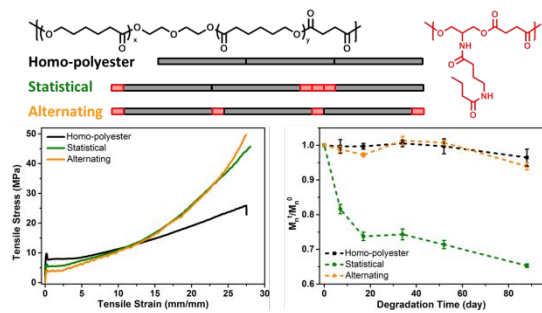 O O x O O O O O y O
O O O
NH
O
NH
O
Homo-polyester
Statistical
Alternating
50
40
30
20
10
0
Tensile Stress (MPa)
Homo-polyester
Statistical
Alternating
0 5 10 15 20 25 30
Tensile Strain (mm/mm)
1.0
0.9
0.8
0.7
0.6
Mn1/Mn0
Homo-polyester
Statistical
Alternating
0 20 40 60 80
Degradation Time (day)